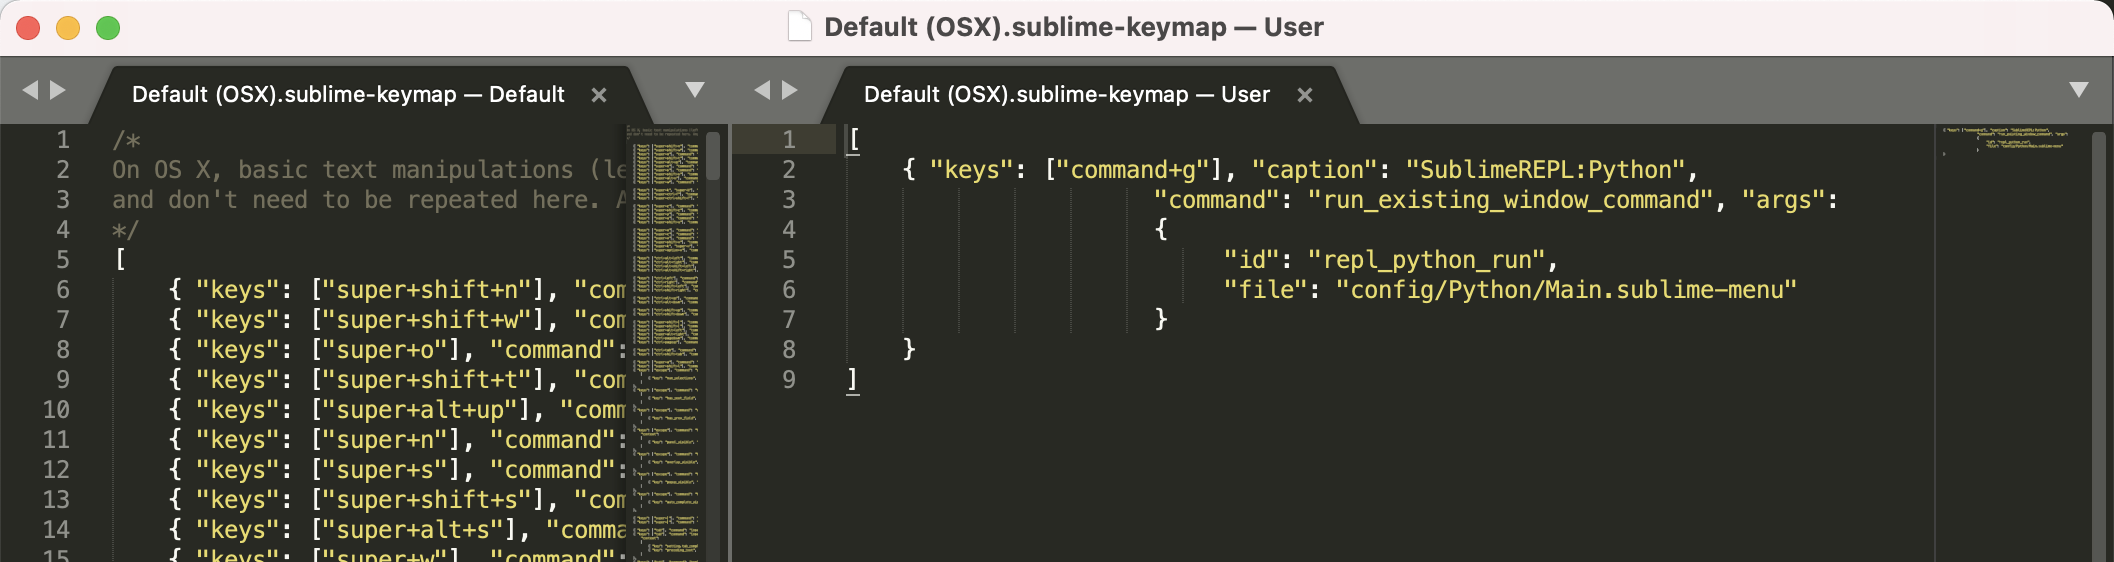 Default (OSX).sublime-keymap — User
Default (OSX).sublime-keymap — Default ×
1 /*
2 On OS X, basic text manipulations (le
3 and don't need to be repeated here. A
4 */
5 [
6 { "keys": ["super+shift+n"], "com
7 { "keys": ["super+shift+w"], "com
8 { "keys": ["super+o"], "command":
9 { "keys": ["super+shift+t"], "com
10 { "keys": ["super+alt+up"], "comm
11 { "keys": ["super+n"], "command":
12 { "keys": ["super+s"], "command":
13 { "keys": ["super+shift+s"], "com
14 { "keys": ["super+alt+s"], "comma
15 { "keys": ["super+w"], "command":
Default (OSX).sublime-keymap — User ×
1 [
2 { "keys": ["command+g"], "caption": "SublimeREPL:Python",
3 "command": "run_existing_window_command", "args":
4 {
5 "id": "repl_python_run",
6 "file": "config/Python/Main.sublime-menu"
7 }
8 }
9 ]